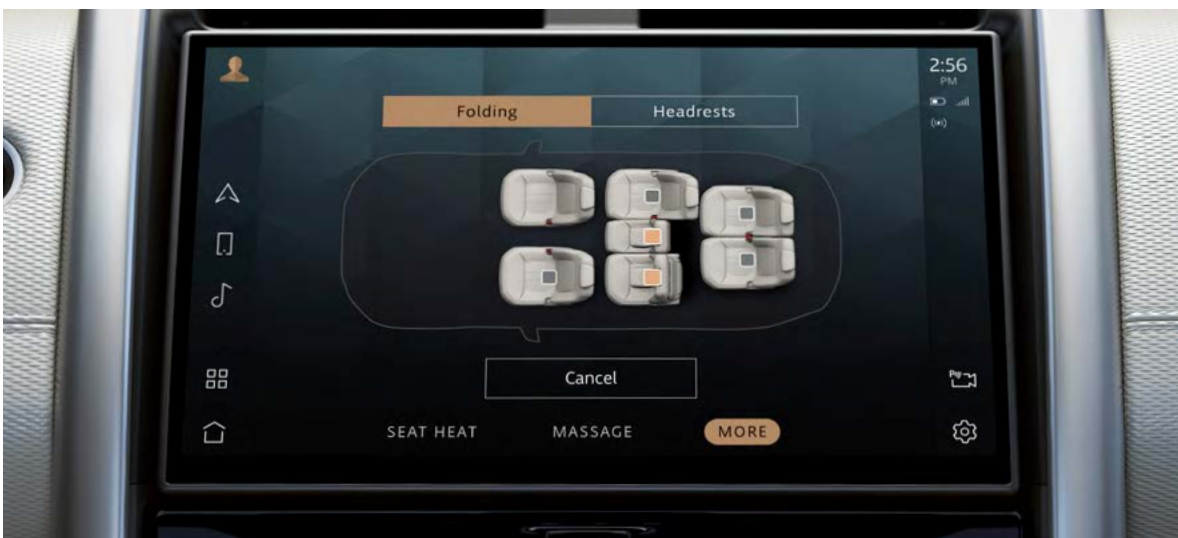 2:56
PM
Folding
Headrests
Cancel
SEAT HEAT
MASSAGE
MORE